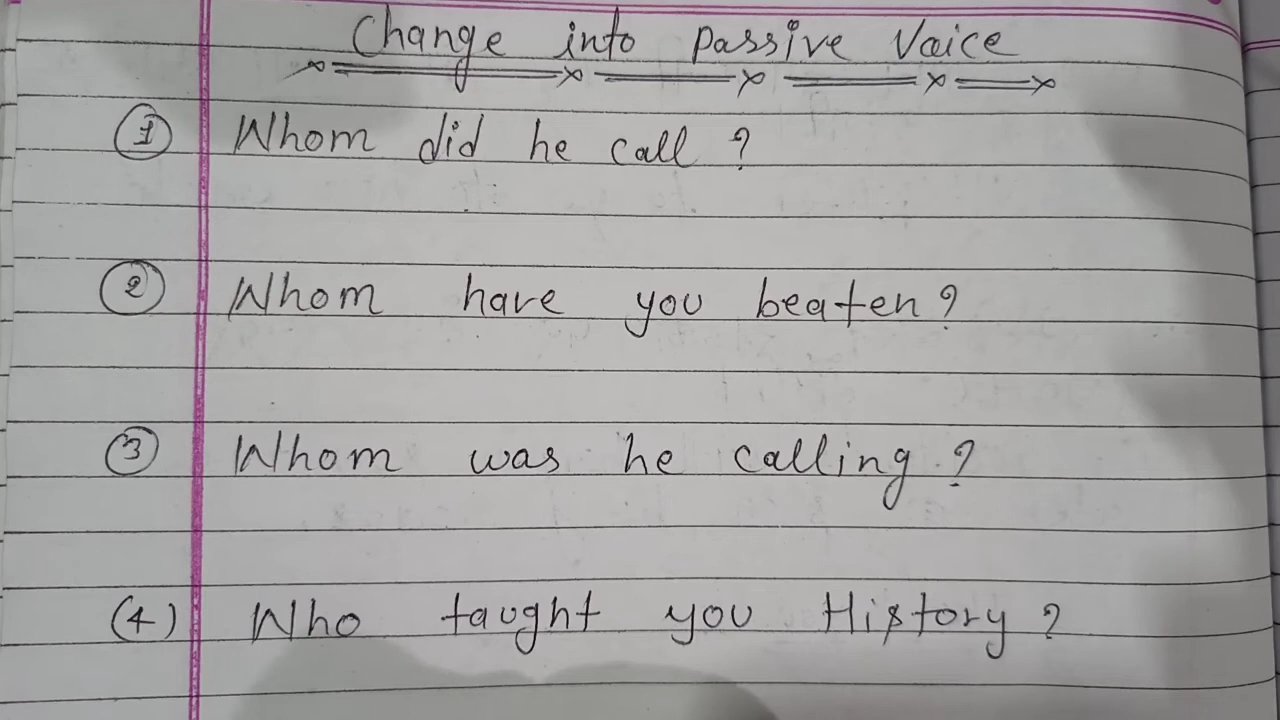 Change into Passive Vaice
1 Whom did he call ?
2 Whom have you beaten ?
3 Whom was he calling ?
(4) Who taught you History ?